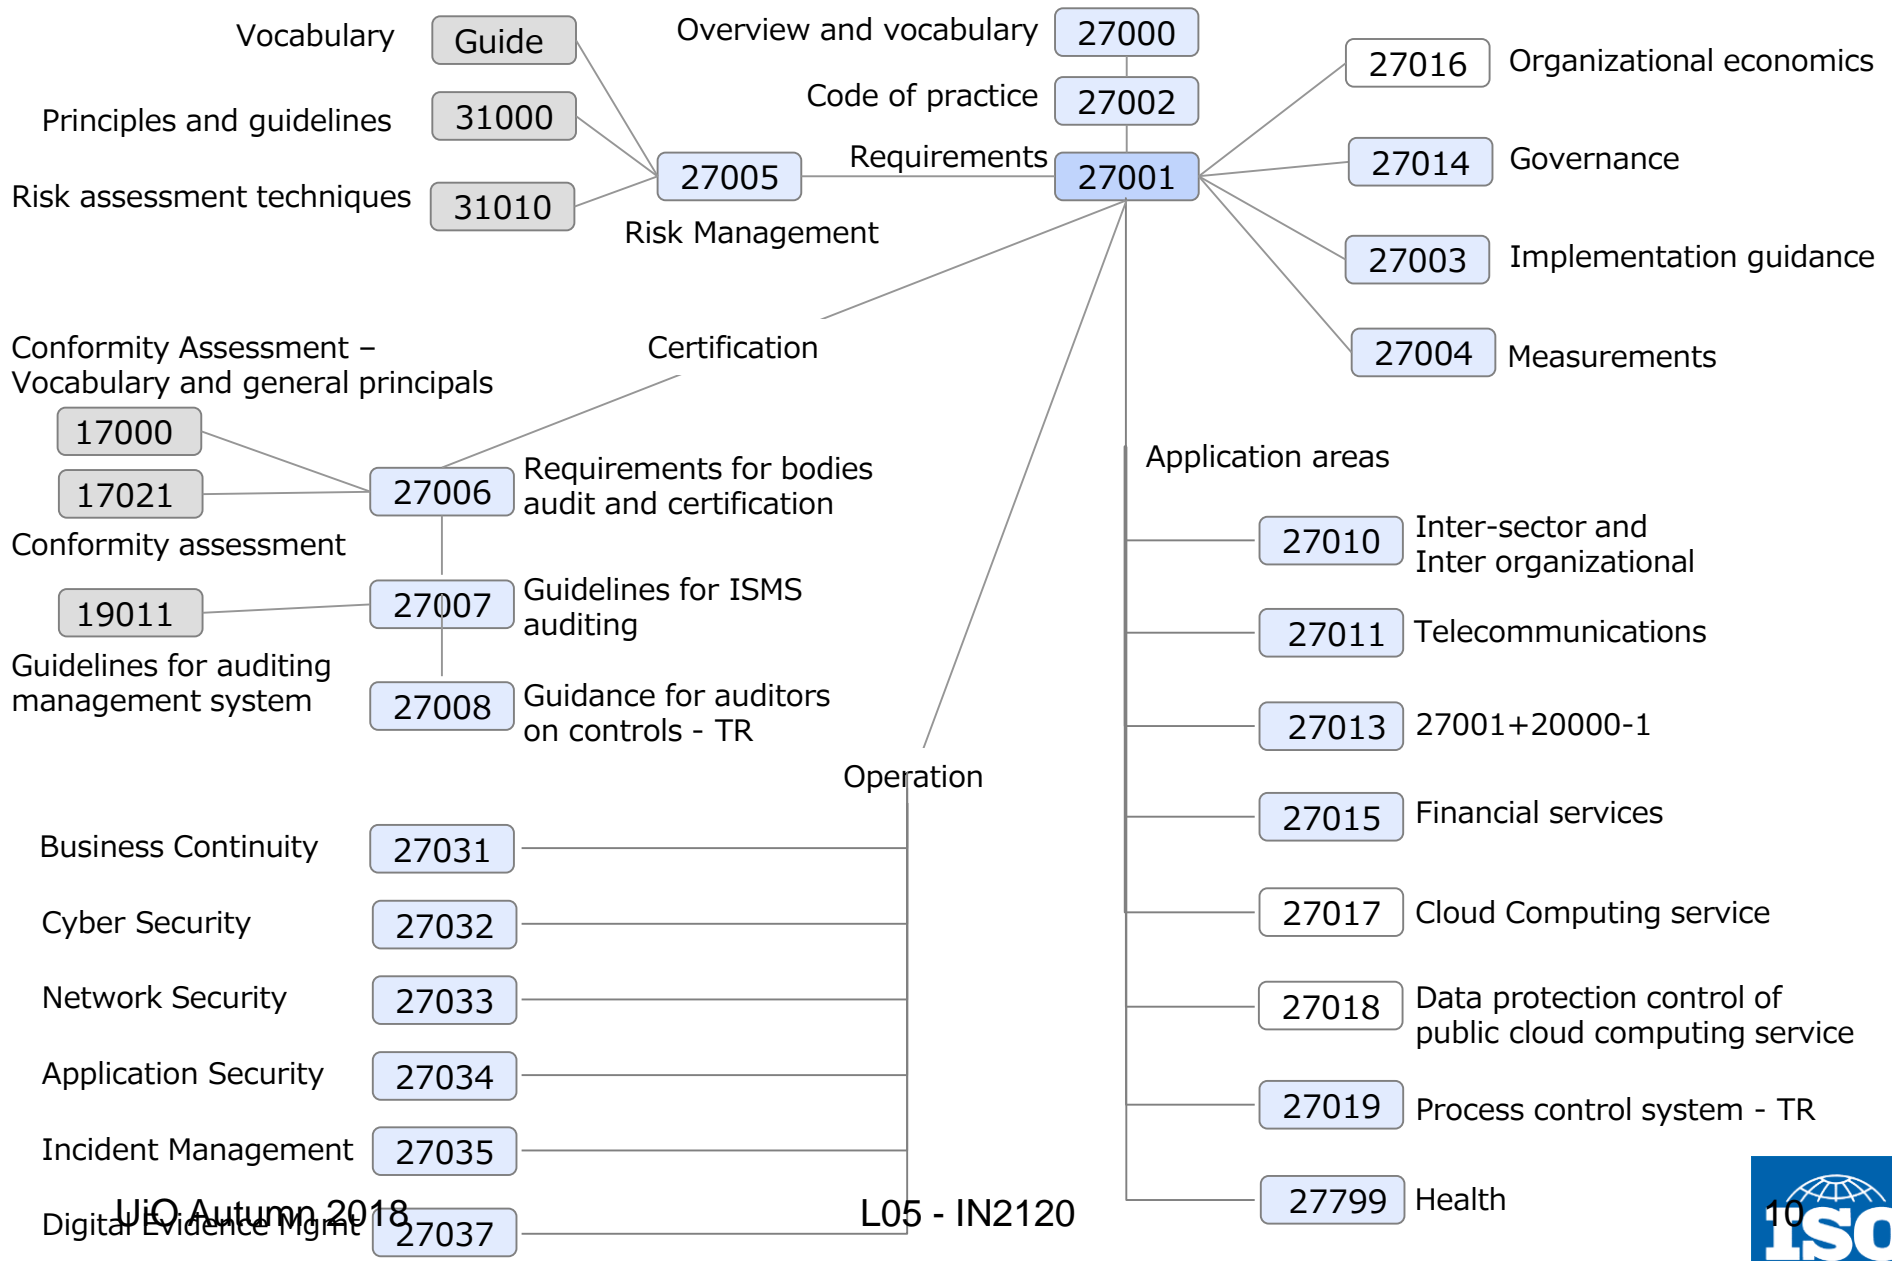 Vocabulary
Guide
Principles and guidelines
31000
Risk assessment techniques
31010
27005
Risk Management
Overview and vocabulary
27000
Code of practice
27002
Requirements
27001
27016
Organizational economics
27014
Governance
27003
Implementation guidance
27004
Measurements
Certification
Conformity Assessment –
Vocabulary and general principals
17000
17021
Conformity assessment
27006
Requirements for bodies
audit and certification
19011
Guidelines for auditing
management system
27007
Guidelines for ISMS
auditing
27008
Guidance for auditors
on controls - TR
Application areas
27010
Inter-sector and
Inter organizational
27011
Telecommunications
27013
27001+20000-1
27015
Financial services
27017
Cloud Computing service
27018
Data protection control of
public cloud computing service
27019
Process control system - TR
27799
Health
Operation
Business Continuity
27031
Cyber Security
27032
Network Security
27033
Application Security
27034
Incident Management
27035
Digital Evidence Mgmt
27037
UiO Autumn 2018
L05 - IN2120
10
ISO